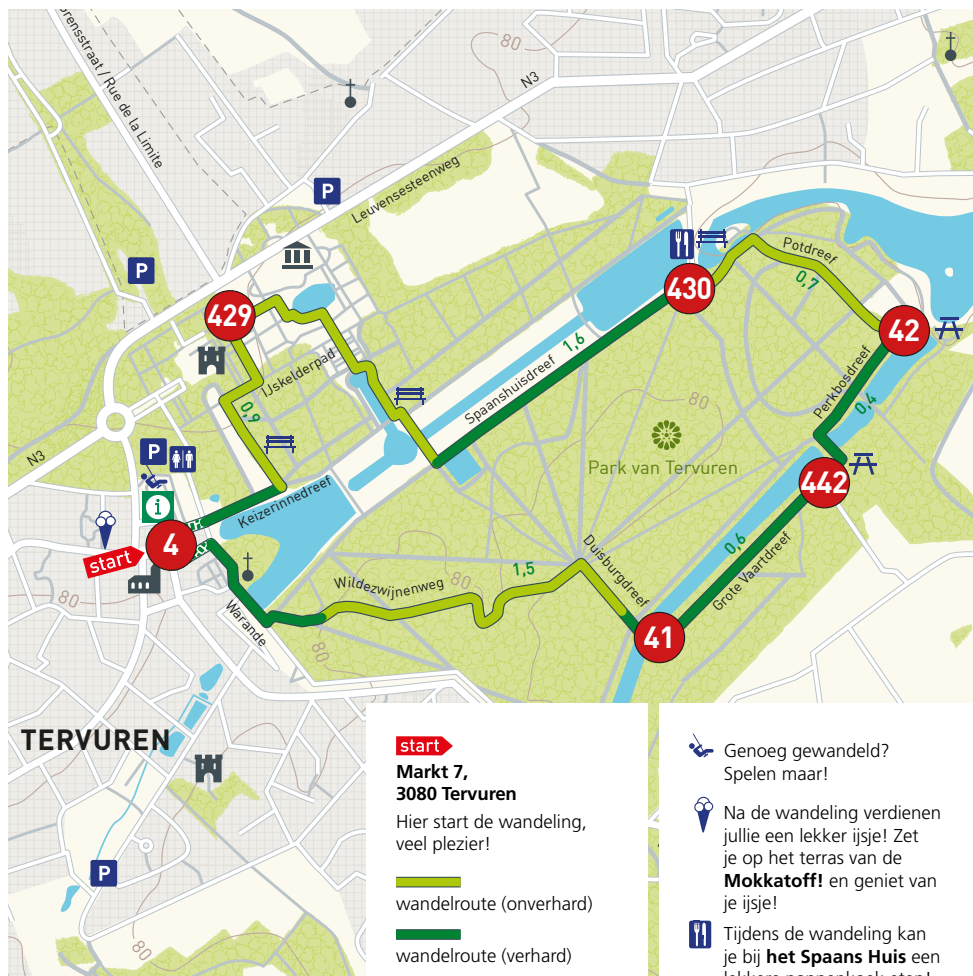 orensstraat / Rue de la Limite
80
N3
P
Leuvensesteenweg
P
Potdreef
0,7
430
429
42
IJskelderpad
1,6
Spaanshuisdreef
Perkbosdreef
0,4
0,9
80
N3
P
Park van Tervuren
442
i
Keizerinnedreef
4
start
0,6
Duisburgdreef
Grote Vaartdreef
1,5
Wildezwijnenweg
80
Warande
41
80
80
TERVUREN
P
80
start
Markt 7,
3080 Tervuren
Hier start de wandeling,
veel plezier!
wandelroute (onverhard)
wandelroute (verhard)
Genoeg gewandeld?
Spelen maar!
Na de wandeling verdienen
jullie een lekker ijsje! Zet
je op het terras van de
Mokkatoff! en geniet van
je ijsje!
Tijdens de wandeling kan
je bij het Spaans Huis een
lekkere pannenkoek eten!